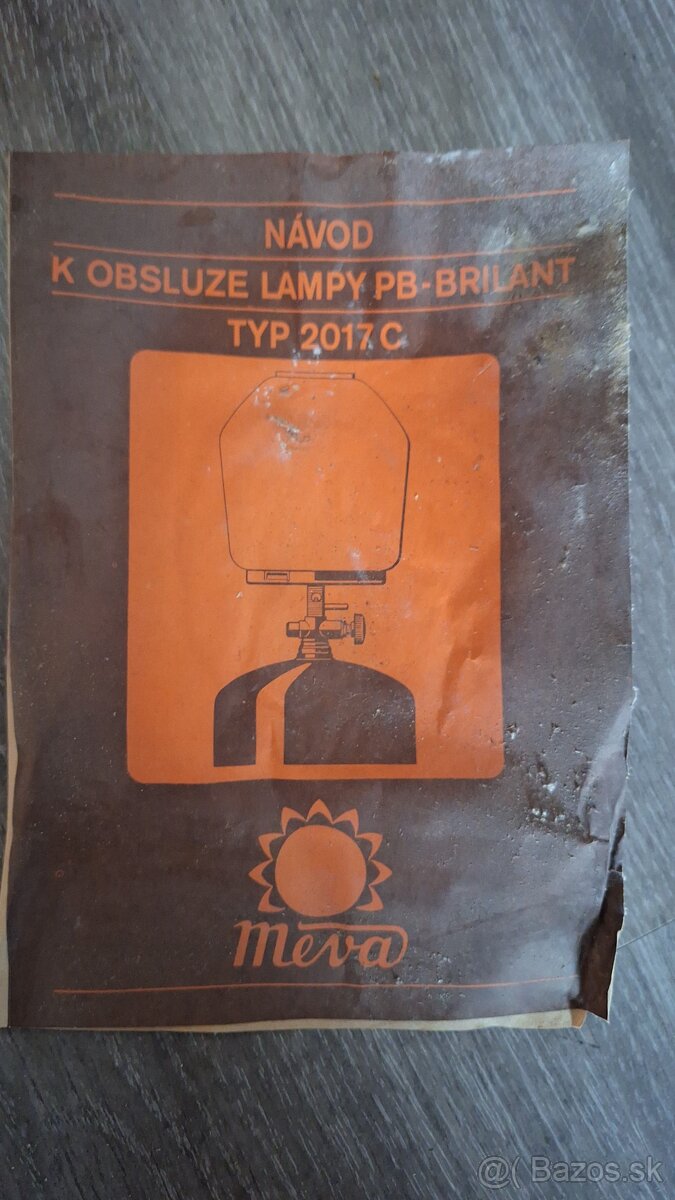 NÁVOD
K OBSLUZE LAMPY PB-BRILANT
TYP 2017 C
meva
@( Bazos.sk